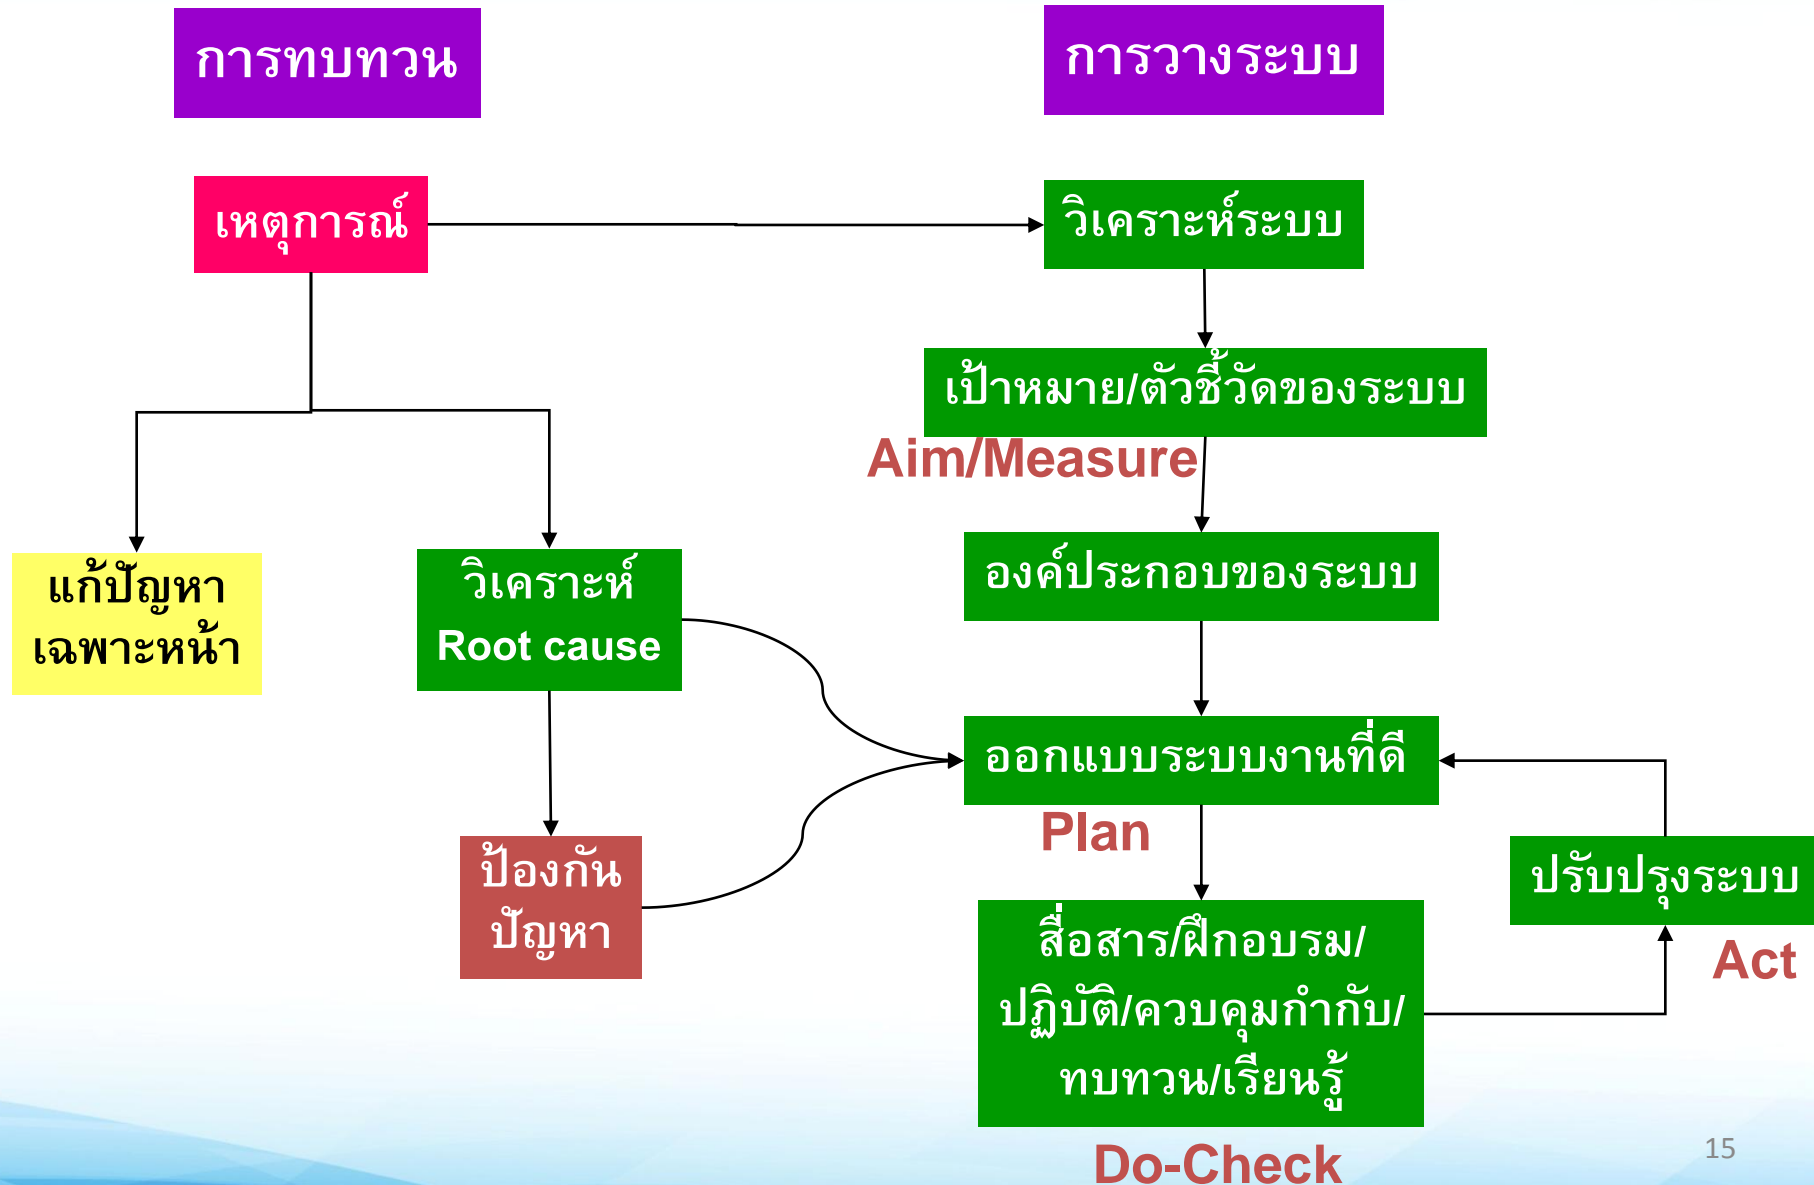 การทบทวน
การวางระบบ
เหตุการณ์
วิเคราะห์ระบบ
เป้าหมาย/ตัวชี้วัดของระบบ
Aim/Measure
องค์ประกอบของระบบ
แก้ปัญหา
เฉพาะหน้า
วิเคราะห์
Root cause
ออกแบบระบบงานที่ดี
Plan
ป้องกัน
ปัญหา
ปรับปรุงระบบ
Act
สื่อสาร/ฝึกอบรม/
ปฏิบัติ/ควบคุมกำกับ/
ทบทวน/เรียนรู้
Do-Check
15